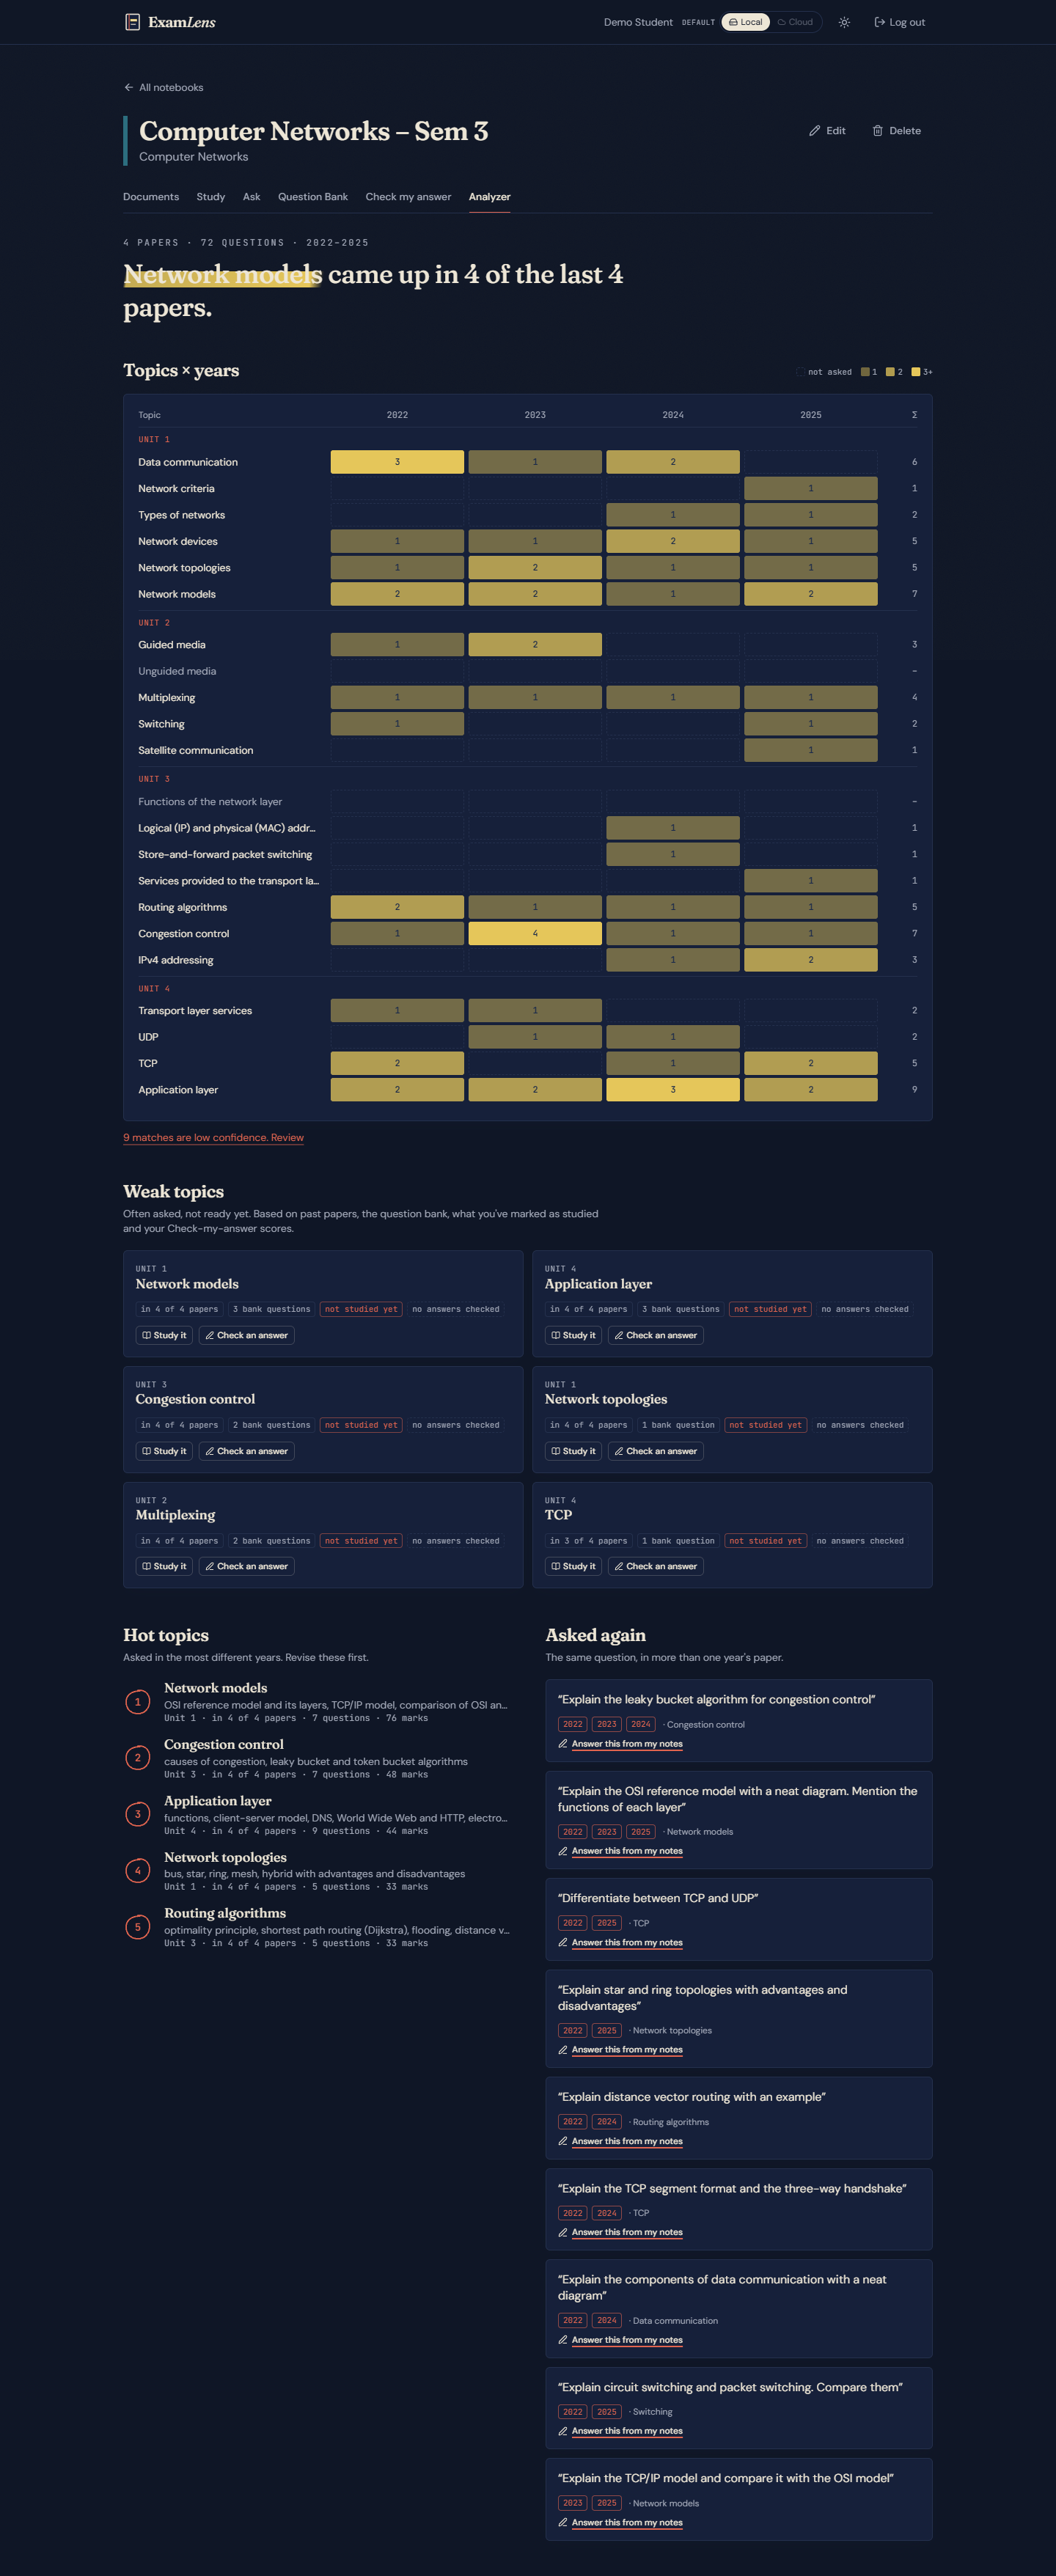 ExamLens
Demo Student DEFAULT Local Cloud Log out
All notebooks
Computer Networks – Sem 3
Computer Networks
Edit Delete
Documents Study Ask Question Bank Check my answer Analyzer
4 PAPERS · 72 QUESTIONS · 2022–2025
Network models came up in 4 of the last 4
papers.
Topics × years
not asked 1 2 3+
Topic 2022 2023 2024 2025 Σ
UNIT 1
Data communication 3 1 2 6
Network criteria 1 1
Types of networks 1 1 2
Network devices 1 1 2 1 5
Network topologies 1 2 1 1 5
Network models 2 2 1 2 7
UNIT 2
Guided media 1 2 3
Unguided media –
Multiplexing 1 1 1 1 4
Switching 1 1 2
Satellite communication 1 1
UNIT 3
Functions of the network layer –
Logical (IP) and physical (MAC) addr… 1 1
Store-and-forward packet switching 1 1
Services provided to the transport la… 1 1
Routing algorithms 2 1 1 1 5
Congestion control 1 4 1 1 7
IPv4 addressing 1 2 3
UNIT 4
Transport layer services 1 1 2
UDP 1 1 2
TCP 2 1 2 5
Application layer 2 2 3 2 9
9 matches are low confidence. Review
Weak topics
Often asked, not ready yet. Based on past papers, the question bank, what you've marked as studied
and your Check-my-answer scores.
UNIT 1
Network models
in 4 of 4 papers 3 bank questions not studied yet no answers checked
Study it Check an answer
UNIT 4
Application layer
in 4 of 4 papers 3 bank questions not studied yet no answers checked
Study it Check an answer
UNIT 3
Congestion control
in 4 of 4 papers 2 bank questions not studied yet no answers checked
Study it Check an answer
UNIT 1
Network topologies
in 4 of 4 papers 1 bank question not studied yet no answers checked
Study it Check an answer
UNIT 2
Multiplexing
in 4 of 4 papers 2 bank questions not studied yet no answers checked
Study it Check an answer
UNIT 4
TCP
in 3 of 4 papers 1 bank question not studied yet no answers checked
Study it Check an answer
Hot topics
Asked in the most different years. Revise these first.
1
Network models
OSI reference model and its layers, TCP/IP model, comparison of OSI an…
Unit 1 · in 4 of 4 papers · 7 questions · 76 marks
2
Congestion control
causes of congestion, leaky bucket and token bucket algorithms
Unit 3 · in 4 of 4 papers · 7 questions · 48 marks
3
Application layer
functions, client-server model, DNS, World Wide Web and HTTP, electro…
Unit 4 · in 4 of 4 papers · 9 questions · 44 marks
4
Network topologies
bus, star, ring, mesh, hybrid with advantages and disadvantages
Unit 1 · in 4 of 4 papers · 5 questions · 33 marks
5
Routing algorithms
optimality principle, shortest path routing (Dijkstra), flooding, distance v…
Unit 3 · in 4 of 4 papers · 5 questions · 33 marks
Asked again
The same question, in more than one year's paper.
“Explain the leaky bucket algorithm for congestion control”
2022 2023 2024 · Congestion control
Answer this from my notes
“Explain the OSI reference model with a neat diagram. Mention the
functions of each layer”
2022 2023 2025 · Network models
Answer this from my notes
“Differentiate between TCP and UDP”
2022 2025 · TCP
Answer this from my notes
“Explain star and ring topologies with advantages and
disadvantages”
2022 2025 · Network topologies
Answer this from my notes
“Explain distance vector routing with an example”
2022 2024 · Routing algorithms
Answer this from my notes
“Explain the TCP segment format and the three-way handshake”
2022 2024 · TCP
Answer this from my notes
“Explain the components of data communication with a neat
diagram”
2022 2024 · Data communication
Answer this from my notes
“Explain circuit switching and packet switching. Compare them”
2022 2025 · Switching
Answer this from my notes
“Explain the TCP/IP model and compare it with the OSI model”
2023 2025 · Network models
Answer this from my notes